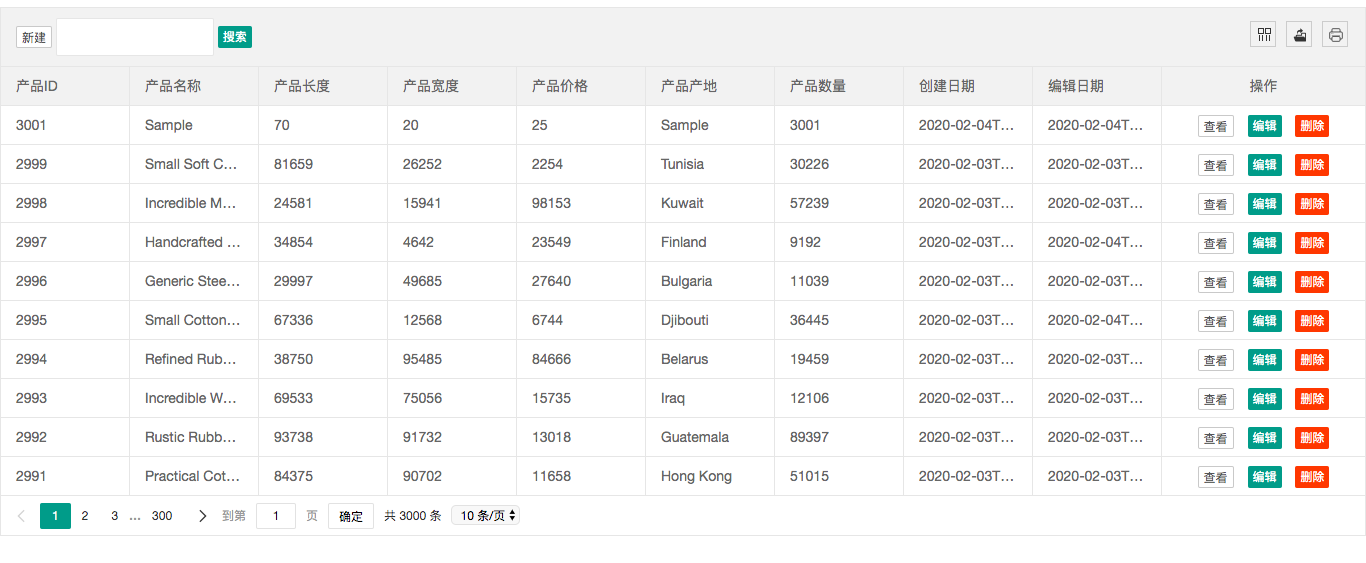 新建 搜索
产品ID 产品名称 产品长度 产品宽度 产品价格 产品产地 产品数量 创建日期 编辑日期 操作
3001 Sample 70 20 25 Sample 3001 2020-02-04T... 2020-02-04T... 查看 编辑 删除
2999 Small Soft C... 81659 26252 2254 Tunisia 30226 2020-02-03T... 2020-02-03T... 查看 编辑 删除
2998 Incredible M... 24581 15941 98153 Kuwait 57239 2020-02-03T... 2020-02-03T... 查看 编辑 删除
2997 Handcrafted ... 34854 4642 23549 Finland 9192 2020-02-03T... 2020-02-04T... 查看 编辑 删除
2996 Generic Stee... 29997 49685 27640 Bulgaria 11039 2020-02-03T... 2020-02-03T... 查看 编辑 删除
2995 Small Cotton... 67336 12568 6744 Djibouti 36445 2020-02-03T... 2020-02-04T... 查看 编辑 删除
2994 Refined Rub... 38750 95485 84666 Belarus 19459 2020-02-03T... 2020-02-03T... 查看 编辑 删除
2993 Incredible W... 69533 75056 15735 Iraq 12106 2020-02-03T... 2020-02-03T... 查看 编辑 删除
2992 Rustic Rubb... 93738 91732 13018 Guatemala 89397 2020-02-03T... 2020-02-03T... 查看 编辑 删除
2991 Practical Cot... 84375 90702 11658 Hong Kong 51015 2020-02-03T... 2020-02-03T... 查看 编辑 删除
1 2 3 ... 300 到第 1 页 确定 共 3000 条 10 条/页